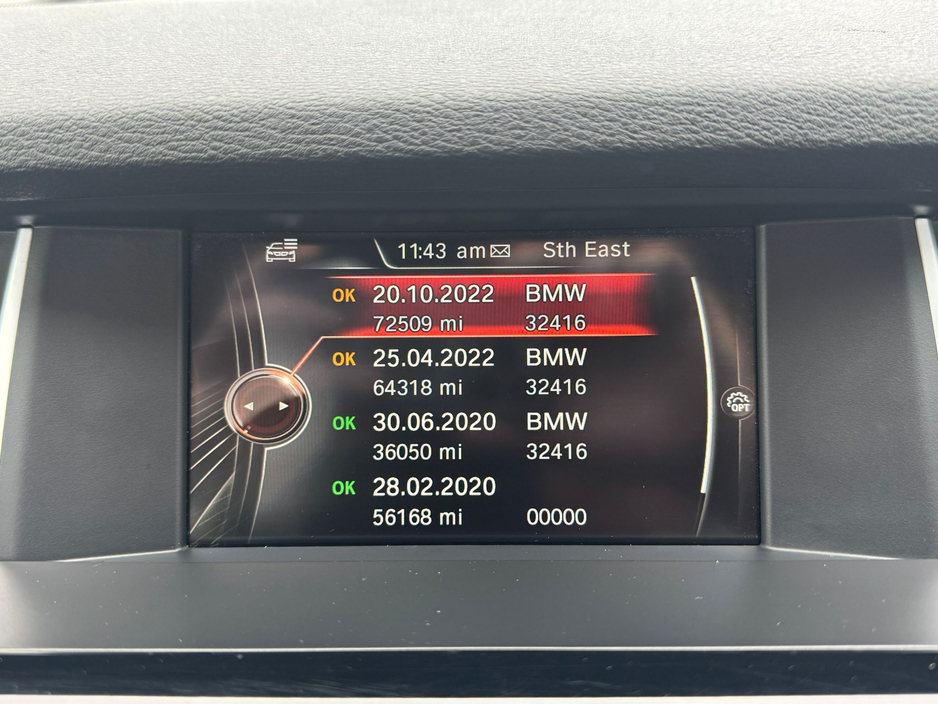 11:43 am Sth East
OK 20.10.2022 BMW
72509 mi 32416
OK 25.04.2022 BMW
64318 mi 32416
OK 30.06.2020 BMW
36050 mi 32416
OK 28.02.2020
56168 mi 00000
OPT